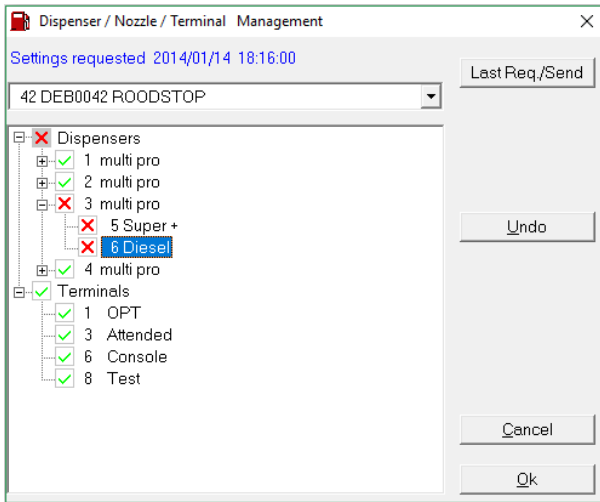 Dispenser / Nozzle / Terminal Management
Settings requested 2014/01/14 18:16:00
Last Req./Send
42 DEB0042 ROODSTOP
Dispensers
1 multi pro
2 multi pro
3 multi pro
5 Super +
6 Diesel
4 multi pro
Terminals
1 OPT
3 Attended
6 Console
8 Test
Undo
Cancel
Ok